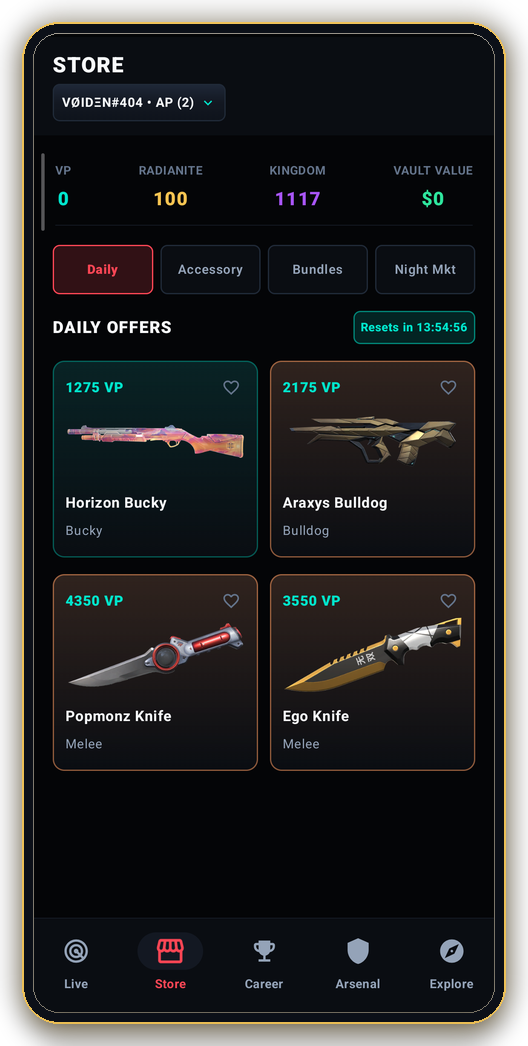 STORE
VØIDΞN#404 • AP (2)
VP RADIANITE KINGDOM VAULT VALUE
0 100 1117 $0
Daily Accessory Bundles Night Mkt
DAILY OFFERS Resets in 13:54:56
1275 VP 2175 VP
Horizon Bucky Araxys Bulldog
Bucky Bulldog
4350 VP 3550 VP
无双
Popmonz Knife Ego Knife
Melee Melee
Live Store Career Arsenal Explore